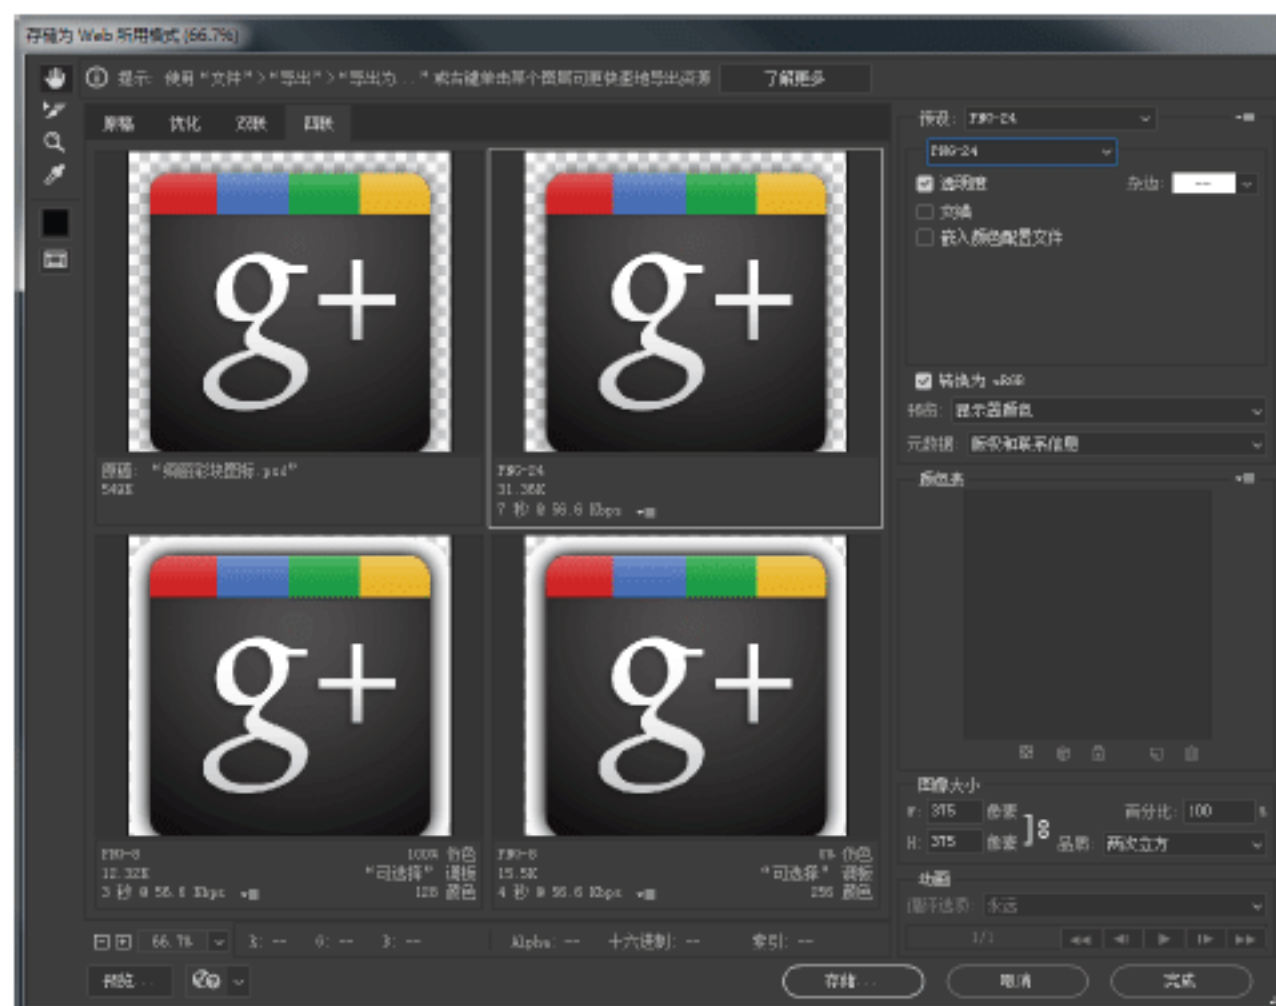 存储为 Web 所用格式 (66.7%)
提示: 使用 "文件" > "导出" > "导出为..." 或右键单击某个图层可更快速地导出资源
了解更多
原稿 优化 双联 四联
g+
g+
原稿: .psd"
549K
PNG-24
31.36K
7 秒 @ 56.6 Kbps
g+
g+
PNG-8 100% 仿色
12.32K "可选择" 调板
3 秒 @ 56.6 Kbps 128 颜色
PNG-8 0% 仿色
15.5K "可选择" 调板
4 秒 @ 56.6 Kbps 256 颜色
66.7% R: -- G: -- B: -- Alpha: -- 十六进制: -- 索引: --
预览...
存储... 取消 完成
预设: PNG-24
PNG-24
透明度 杂边: --
交错
嵌入颜色配置文件
转换为 sRGB
预览: 显示器颜色
元数据: 版权和联系信息
颜色表
图像大小
W: 375 像素 百分比: 100 %
H: 375 像素 品质: 两次立方
动画
循环选项: 永远
1/1